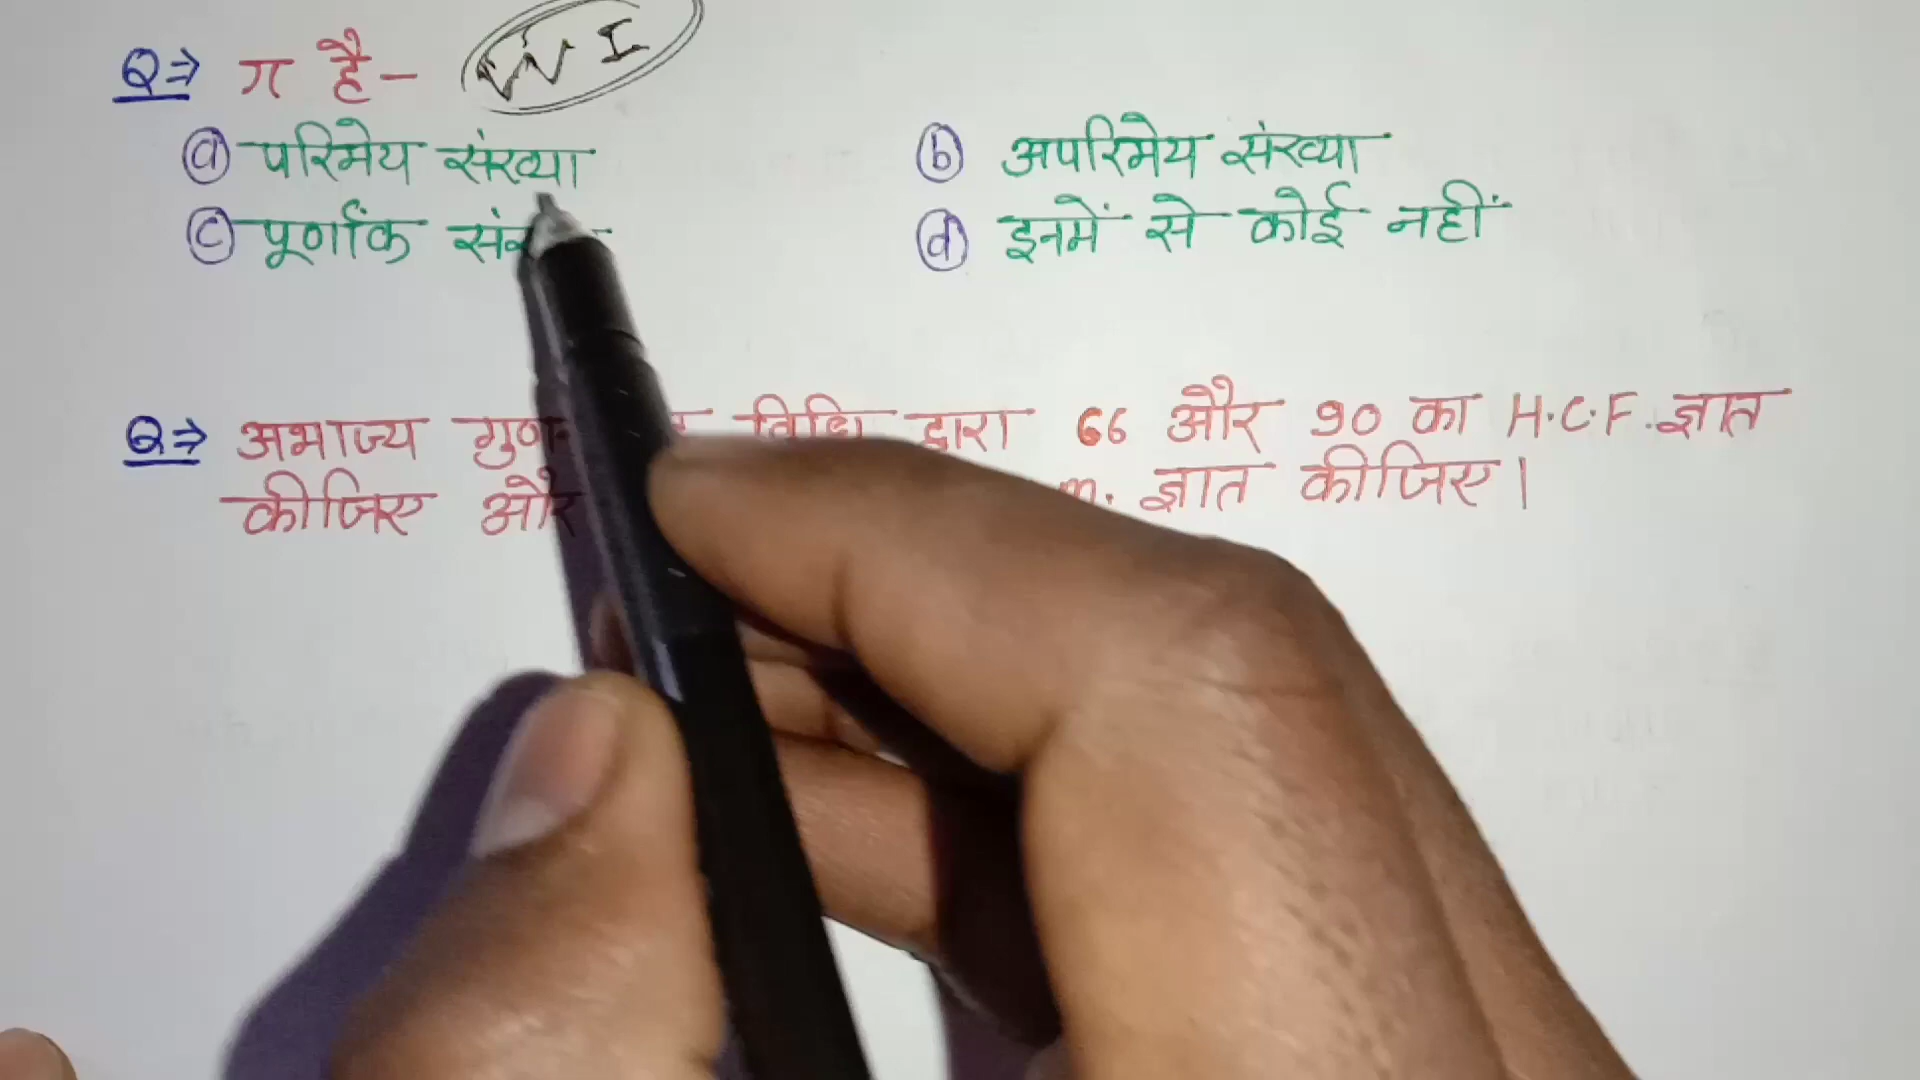 Q⇒ π है- VVI
ⓐ परिमेय संख्या ⓑ अपरिमेय संख्या
ⓒ पूर्णांक ⓓ इनमें से कोई नहीं
Q⇒ अभाज्य द्वारा 66 और 90 का H.C.F. ज्ञात
कीजिए और ज्ञात कीजिए।